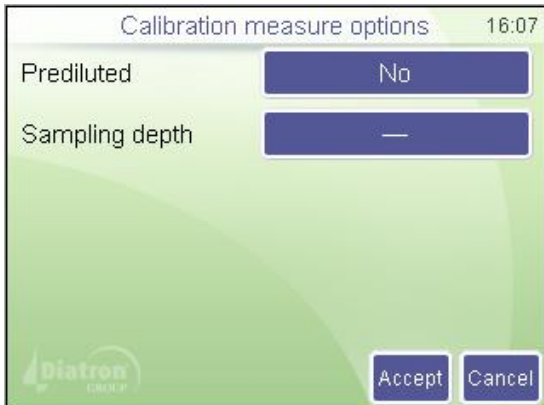 Calibration measure options 16:07
Prediluted No
Sampling depth —
Diatron
GROUP
Accept Cancel